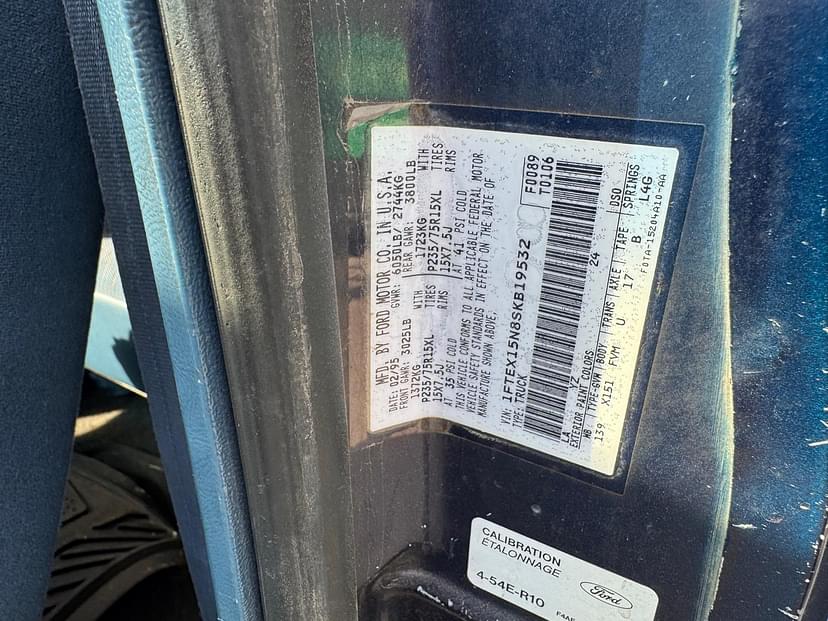 MFD. BY FORD MOTOR CO. IN U.S.A.
DATE: 02/95 GVWR: 6050LB/ 2744KG
FRONT GAWR: 3025LB REAR GAWR: 3800LB
1372KG WITH 1723KG WITH
P235/75R15XL TIRES P235/75R15XL TIRES
15X7.5J RIMS 15X7.5J RIMS
35 PSI COLD AT 41 PSI COLD
THIS VEHICLE CONFORMS TO ALL APPLICABLE FEDERAL MOTOR
VEHICLE SAFETY STANDARDS IN EFFECT ON THE DATE OF
MANUFACTURE SHOWN ABOVE.
VIN: 1FTEX15N8SKB19532
TYPE: TRUCK
F0089
T0106
LA YZ 24
EXTERIOR PAINT COLORS DSO
WB TYPE-GVW BODY TRANS AXLE TAPE SPRINGS
139 X151 FVM U 17 B L4G
F0TA-15204A10-AA
CALIBRATION
ETALONNAGE
4-54E-R10
Ford